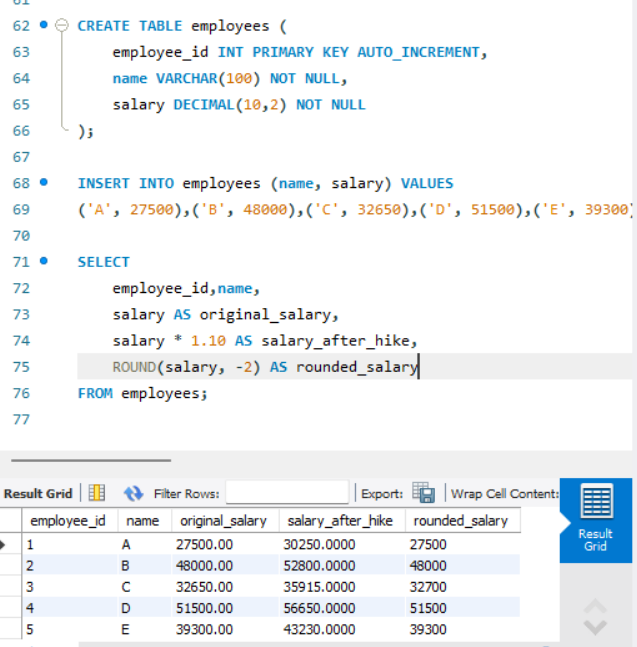 61
62 CREATE TABLE employees (
63 employee_id INT PRIMARY KEY AUTO_INCREMENT,
64 name VARCHAR(100) NOT NULL,
65 salary DECIMAL(10,2) NOT NULL
66 );
67
68 INSERT INTO employees (name, salary) VALUES
69 ('A', 27500),('B', 48000),('C', 32650),('D', 51500),('E', 39300)
70
71 SELECT
72 employee_id,name,
73 salary AS original_salary,
74 salary * 1.10 AS salary_after_hike,
75 ROUND(salary, -2) AS rounded_salary
76 FROM employees;
77
Result Grid Filter Rows: Export: Wrap Cell Content:
employee_id name original_salary salary_after_hike rounded_salary
1 A 27500.00 30250.0000 27500
2 B 48000.00 52800.0000 48000
3 C 32650.00 35915.0000 32700
4 D 51500.00 56650.0000 51500
5 E 39300.00 43230.0000 39300
Result
Grid